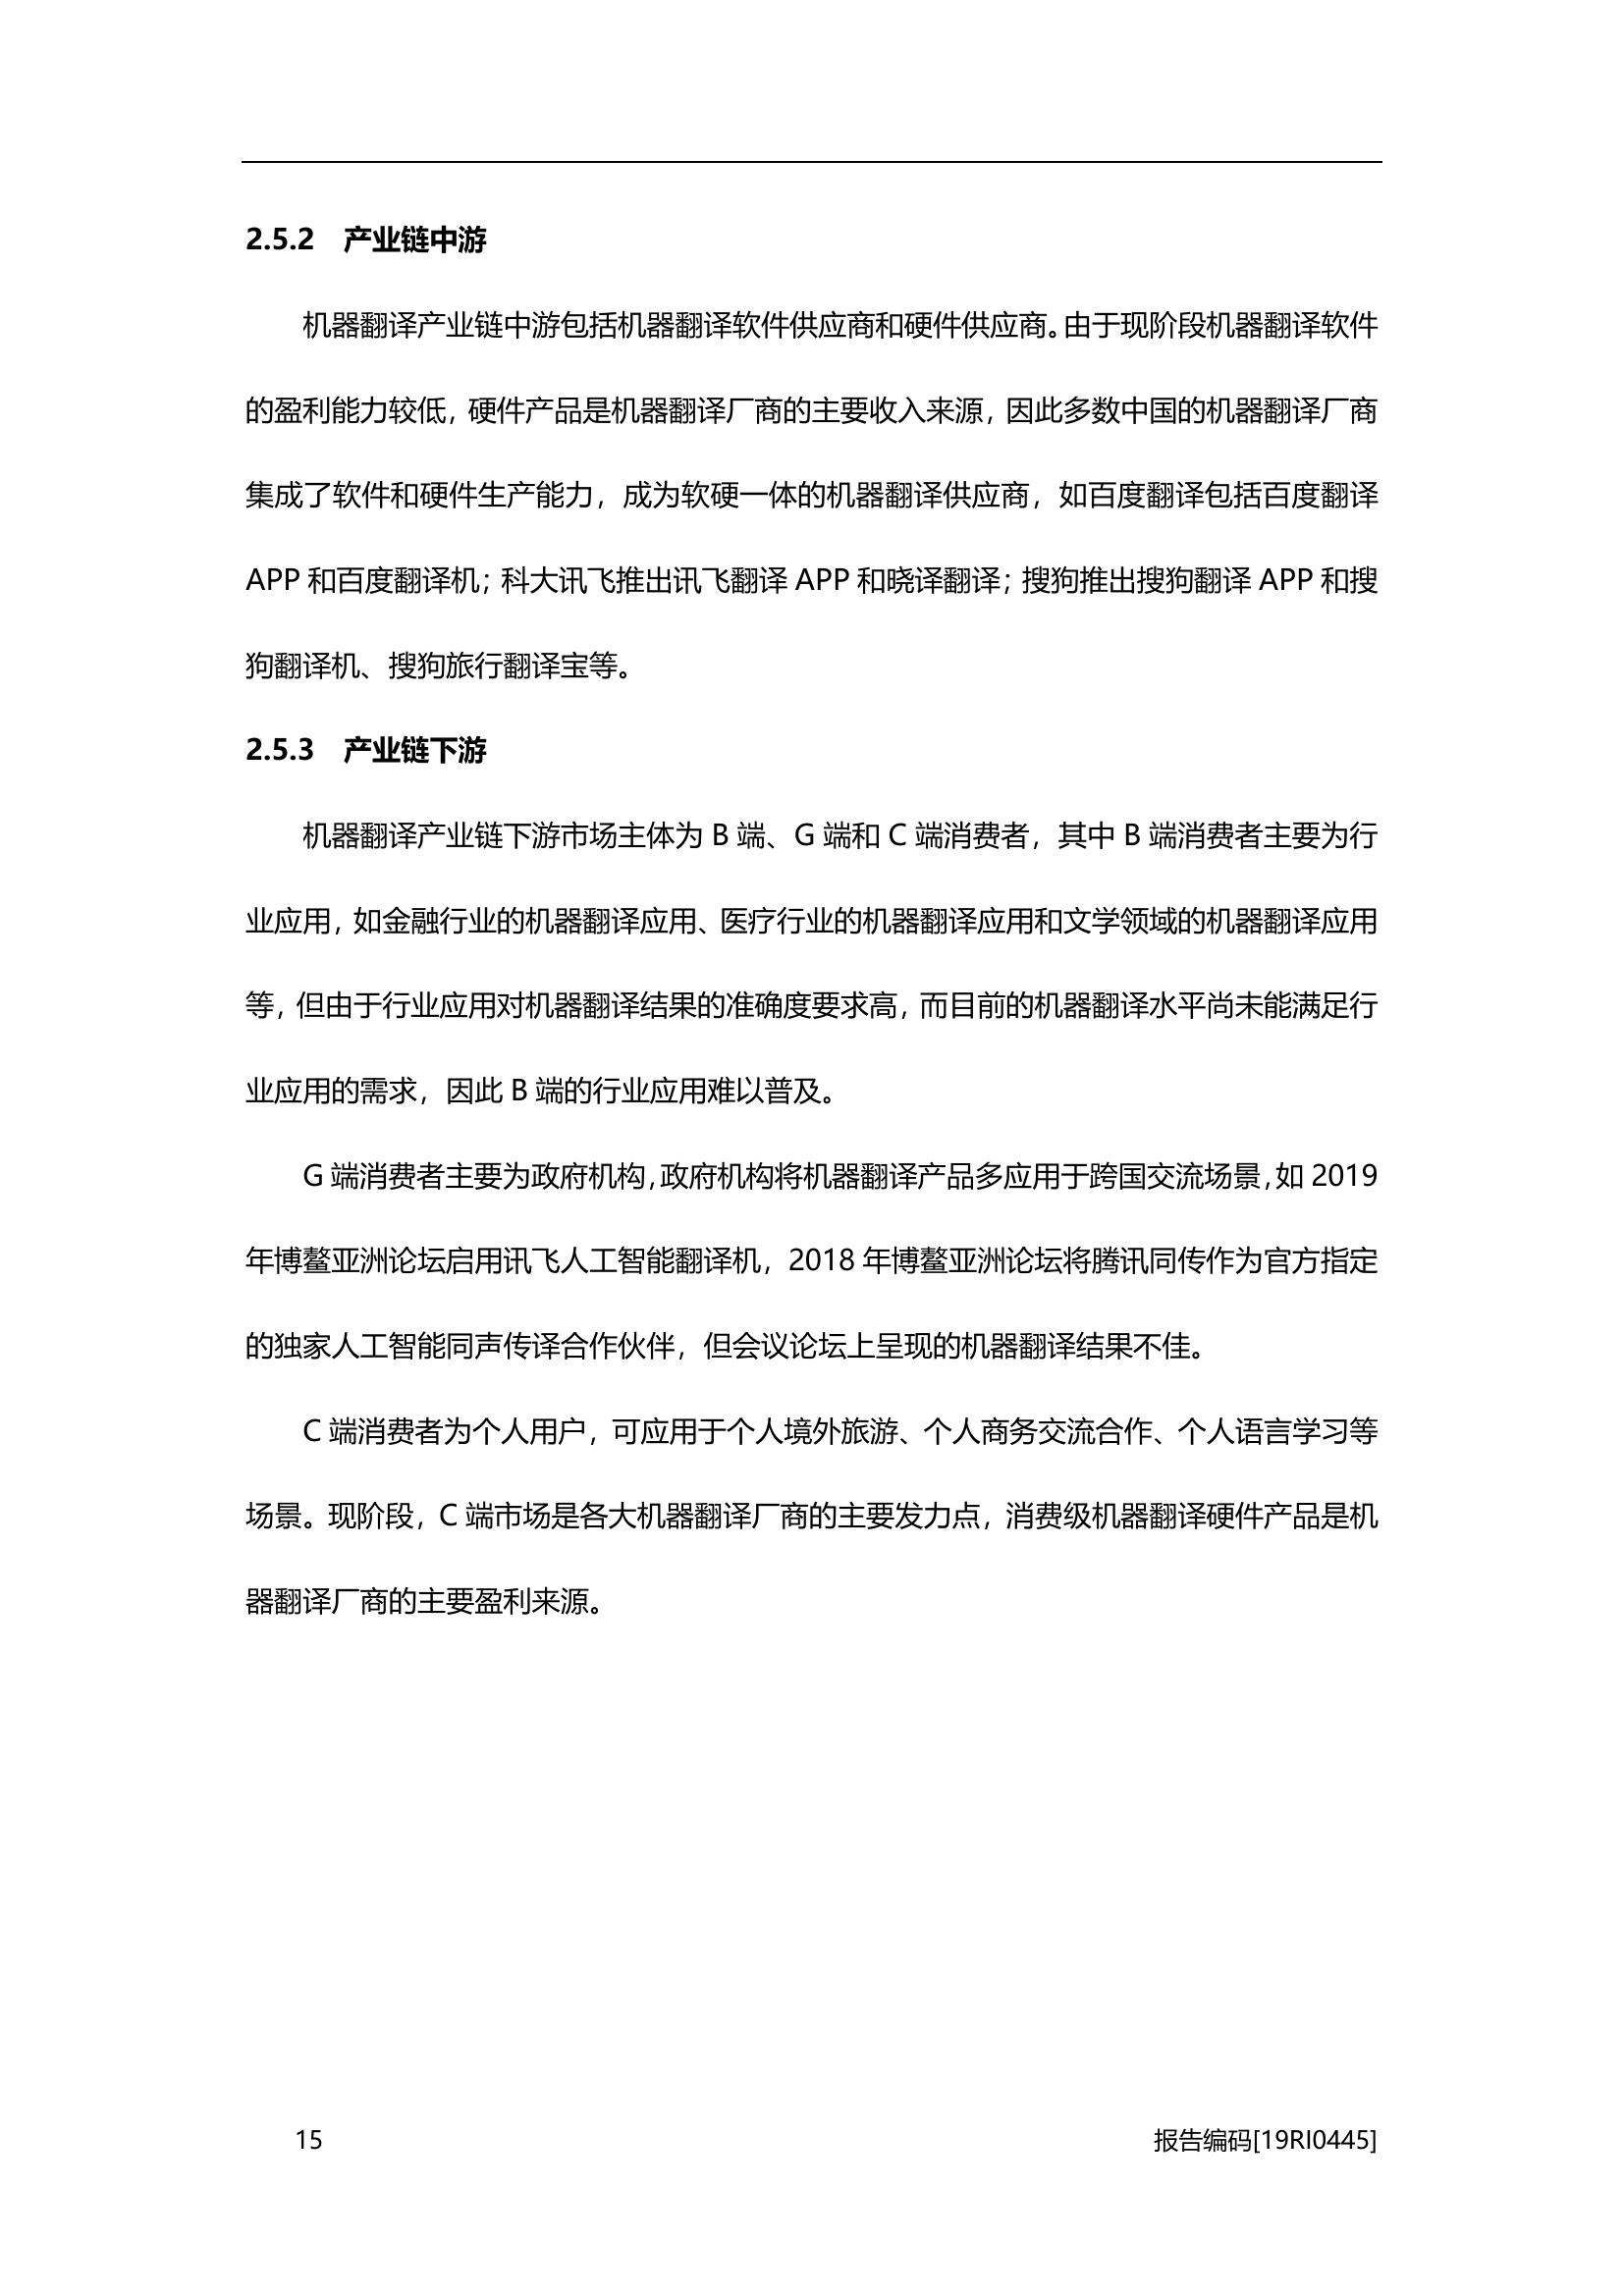 2.5.2 产业链中游
机器翻译产业链中游包括机器翻译软件供应商和硬件供应商。由于现阶段机器翻译软件
的盈利能力较低，硬件产品是机器翻译厂商的主要收入来源，因此多数中国的机器翻译厂商
集成了软件和硬件生产能力，成为软硬一体的机器翻译供应商，如百度翻译包括百度翻译
APP 和百度翻译机；科大讯飞推出讯飞翻译 APP 和晓译翻译；搜狗推出搜狗翻译 APP 和搜
狗翻译机、搜狗旅行翻译宝等。
2.5.3 产业链下游
机器翻译产业链下游市场主体为 B 端、G 端和 C 端消费者，其中 B 端消费者主要为行
业应用，如金融行业的机器翻译应用、医疗行业的机器翻译应用和文学领域的机器翻译应用
等，但由于行业应用对机器翻译结果的准确度要求高，而目前的机器翻译水平尚未能满足行
业应用的需求，因此 B 端的行业应用难以普及。
G 端消费者主要为政府机构，政府机构将机器翻译产品多应用于跨国交流场景，如 2019
年博鳌亚洲论坛启用讯飞人工智能翻译机，2018 年博鳌亚洲论坛将腾讯同传作为官方指定
的独家人工智能同声传译合作伙伴，但会议论坛上呈现的机器翻译结果不佳。
C 端消费者为个人用户，可应用于个人境外旅游、个人商务交流合作、个人语言学习等
场景。现阶段，C 端市场是各大机器翻译厂商的主要发力点，消费级机器翻译硬件产品是机
器翻译厂商的主要盈利来源。
15
报告编码[19RI0445]